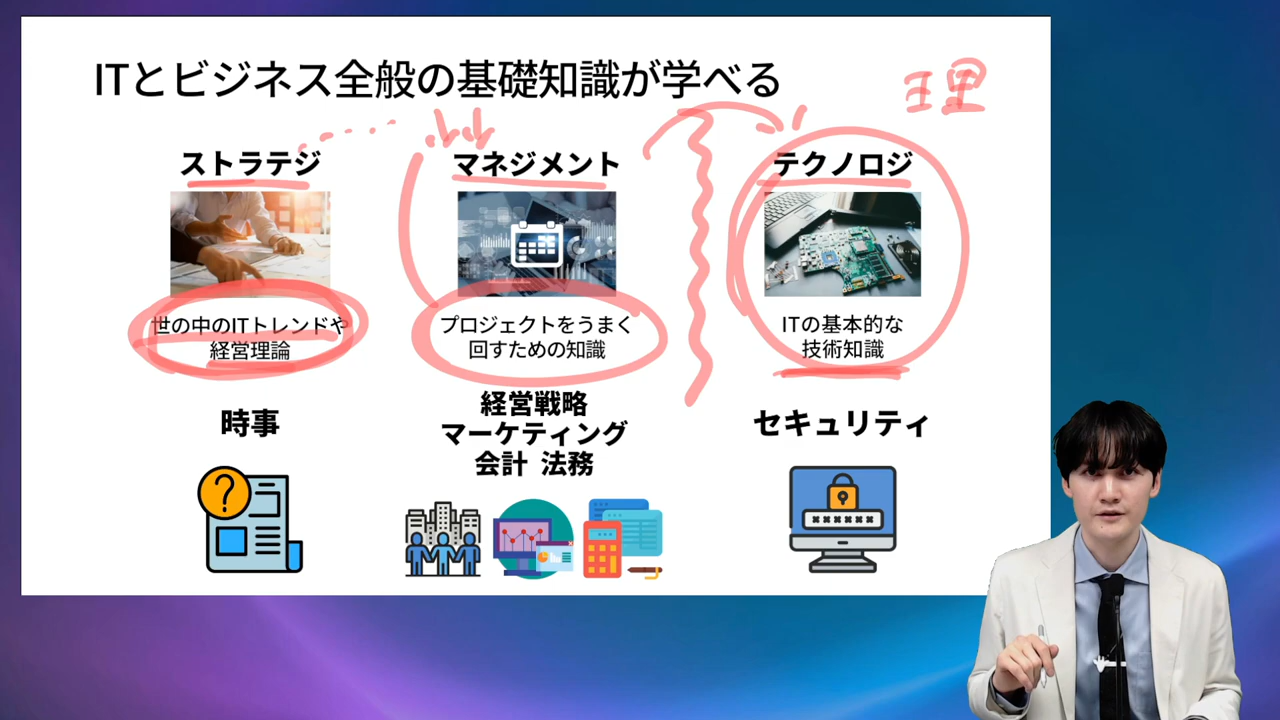 ITとビジネス全般の基礎知識が学べる
理
ストラテジ
マネジメント
テクノロジ
世の中のITトレンドや
経営理論
プロジェクトをうまく
回すための知識
ITの基本的な
技術知識
時事
経営戦略
マーケティング
会計 法務
セキュリティ
?
××××××